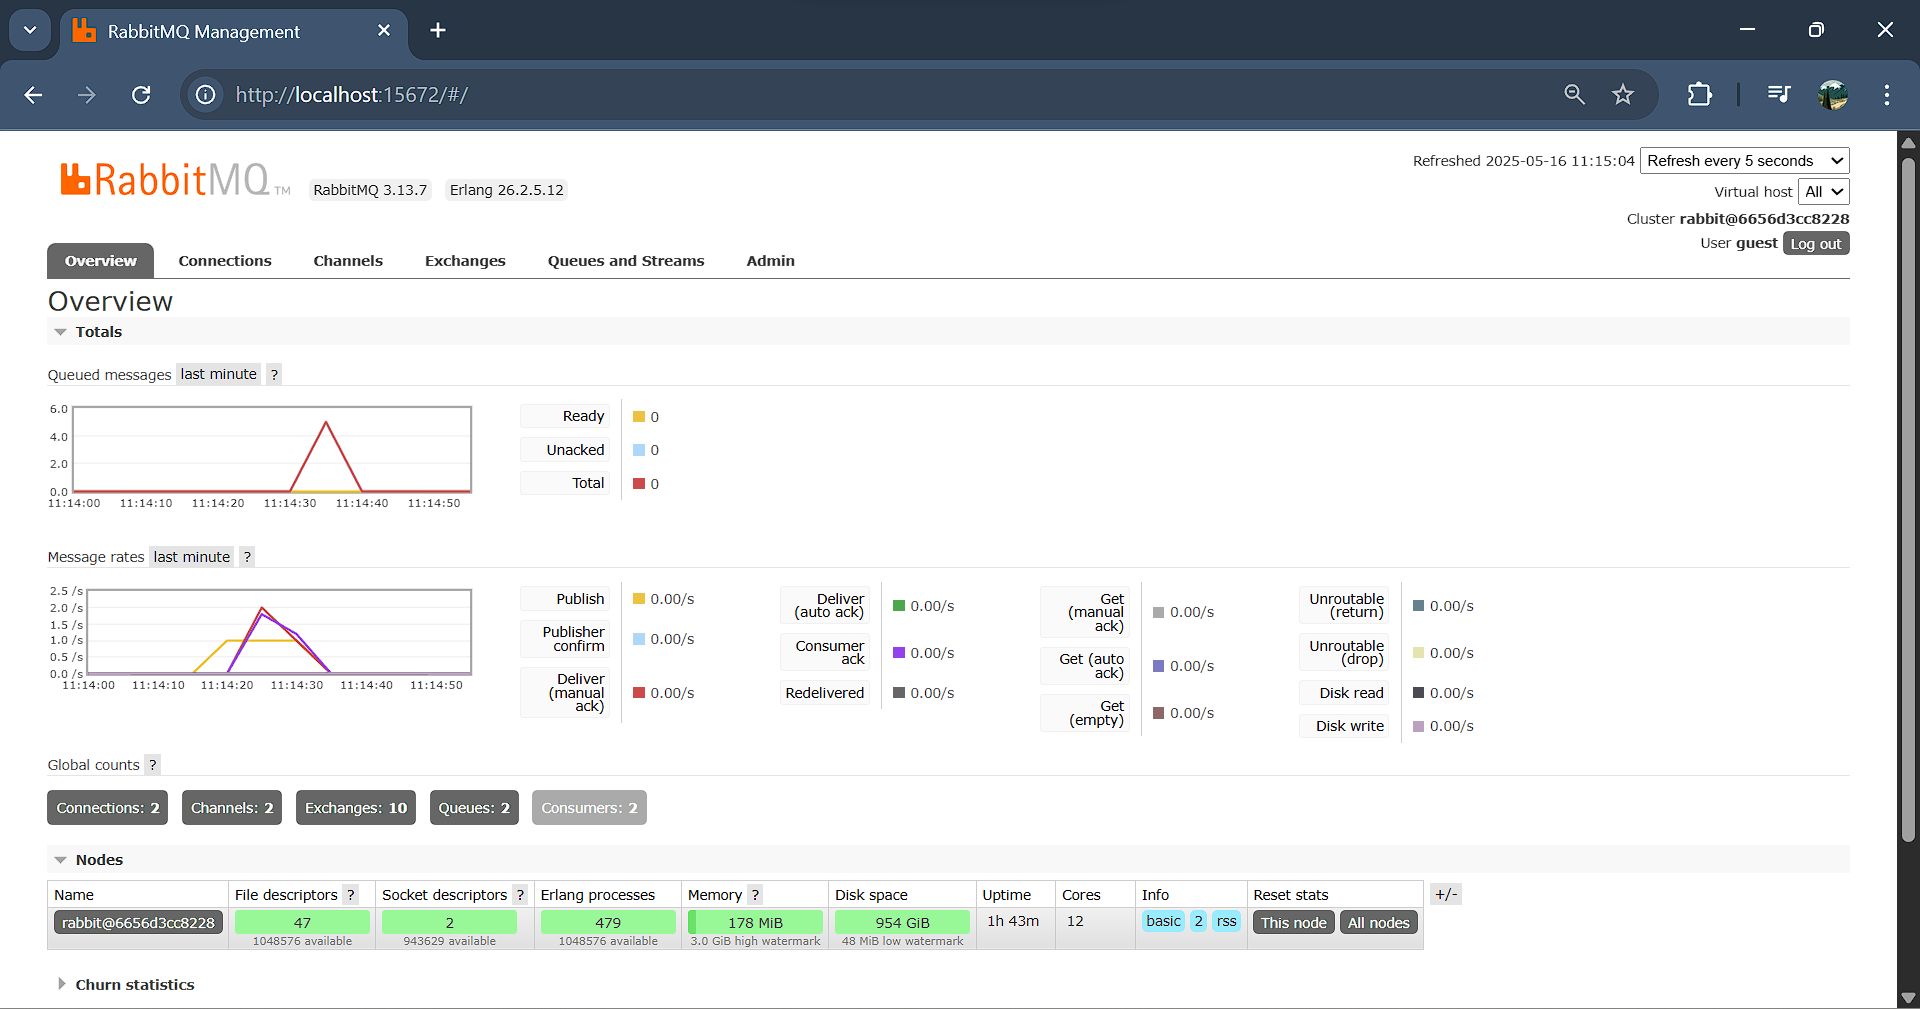 RabbitMQ Management
http://localhost:15672/#/
RabbitMQ TM
RabbitMQ 3.13.7
Erlang 26.2.5.12
Refreshed 2025-05-16 11:15:04
Refresh every 5 seconds
Virtual host
All
Cluster rabbit@6656d3cc8228
User guest
Log out
Overview
Connections
Channels
Exchanges
Queues and Streams
Admin
Overview
Totals
Queued messages last minute ?
6.0
4.0
2.0
0.0
11:14:00 11:14:10 11:14:20 11:14:30 11:14:40 11:14:50
Ready 0
Unacked 0
Total 0
Message rates last minute ?
2.5 /s
2.0 /s
1.5 /s
1.0 /s
0.5 /s
0.0 /s
11:14:00 11:14:10 11:14:20 11:14:30 11:14:40 11:14:50
Publish 0.00/s
Publisher
confirm 0.00/s
Deliver
(manual
ack) 0.00/s
Deliver
(auto ack) 0.00/s
Consumer
ack 0.00/s
Redelivered 0.00/s
Get
(manual
ack) 0.00/s
Get (auto
ack) 0.00/s
Get
(empty) 0.00/s
Unroutable
(return) 0.00/s
Unroutable
(drop) 0.00/s
Disk read 0.00/s
Disk write 0.00/s
Global counts ?
Connections: 2
Channels: 2
Exchanges: 10
Queues: 2
Consumers: 2
Nodes
Name File descriptors ? Socket descriptors ? Erlang processes Memory ? Disk space Uptime Cores Info Reset stats +/-
rabbit@6656d3cc8228 47 2 479 178 MiB 954 GiB 1h 43m 12 basic 2 rss This node All nodes
1048576 available 943629 available 1048576 available 3.0 GiB high watermark 48 MiB low watermark
Churn statistics